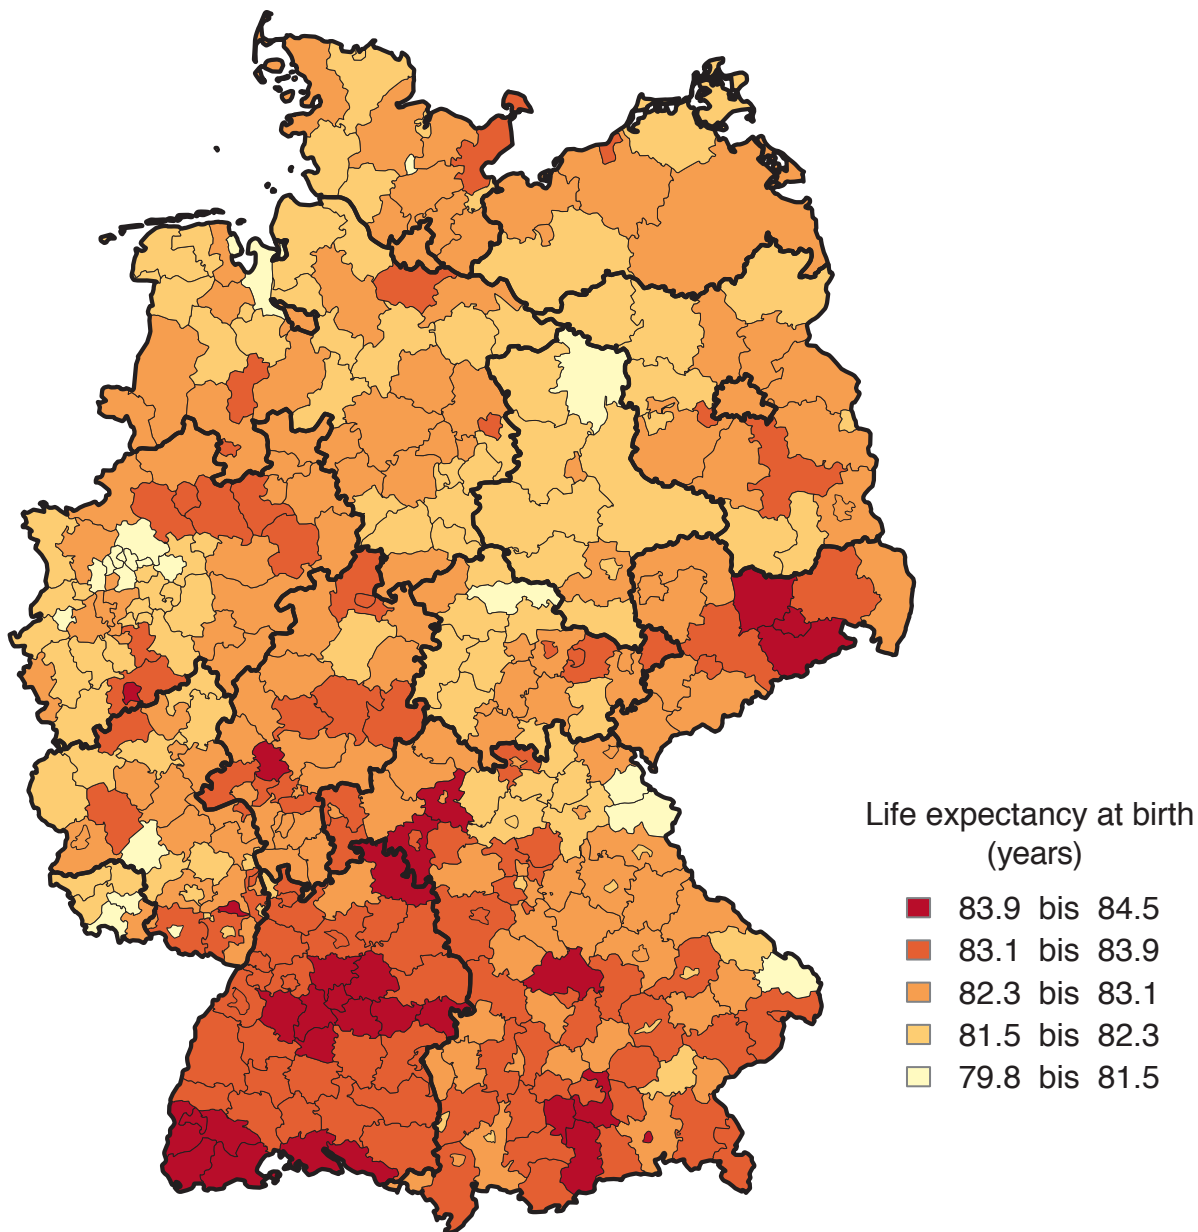 Life expectancy at birth
(years)
83.9 bis 84.5
83.1 bis 83.9
82.3 bis 83.1
81.5 bis 82.3
79.8 bis 81.5